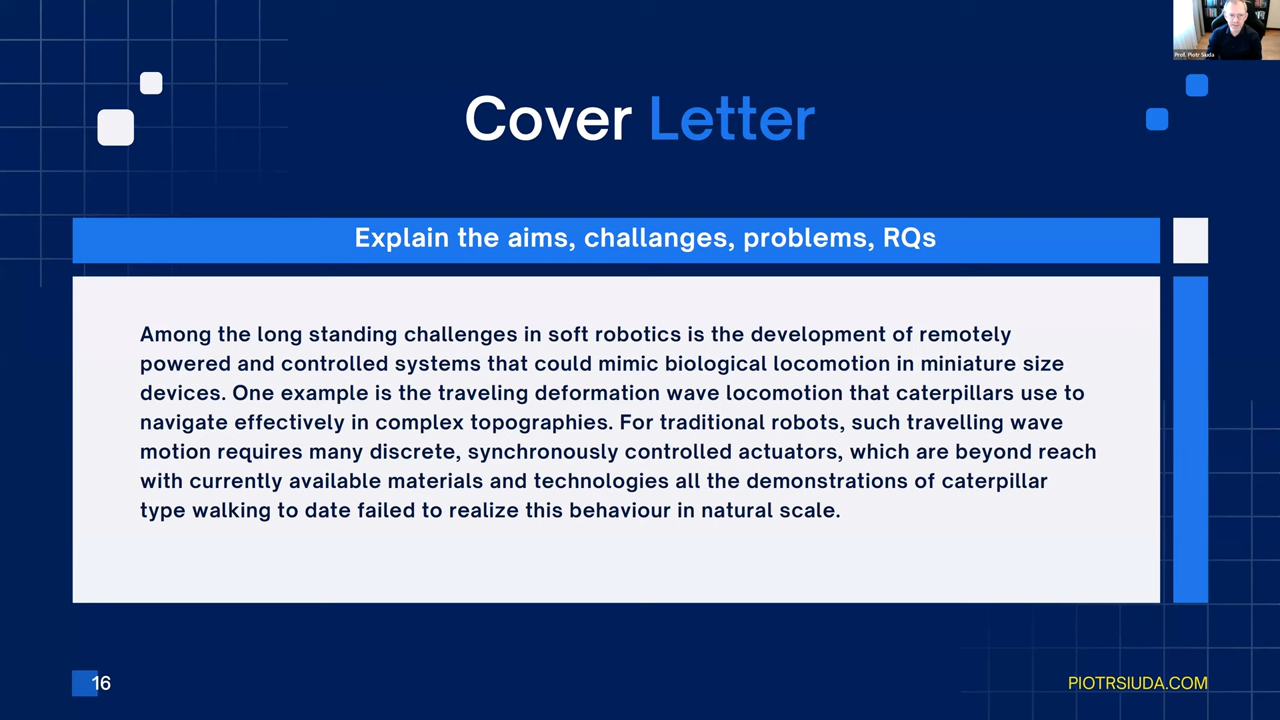 Prof. Piotr Siuda
Cover Letter
Explain the aims, challanges, problems, RQs
Among the long standing challenges in soft robotics is the development of remotely
powered and controlled systems that could mimic biological locomotion in miniature size
devices. One example is the traveling deformation wave locomotion that caterpillars use to
navigate effectively in complex topographies. For traditional robots, such travelling wave
motion requires many discrete, synchronously controlled actuators, which are beyond reach
with currently available materials and technologies all the demonstrations of caterpillar
type walking to date failed to realize this behaviour in natural scale.
16
PIOTRSIUDA.COM